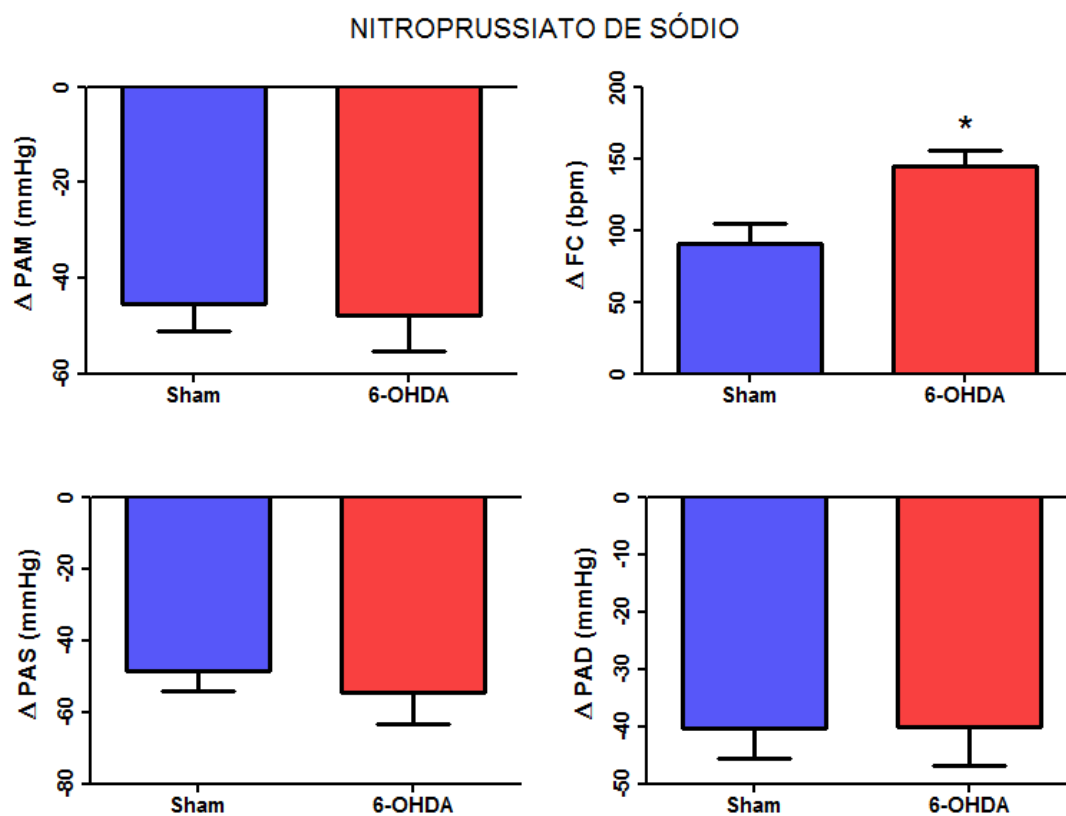 NITROPRUSSIATO DE SÓDIO
Δ PAM (mmHg)
0
-20
-40
-60
Sham 6-OHDA
Δ FC (bpm)
200
150
100
50
0
*
Sham 6-OHDA
Δ PAS (mmHg)
-0
-20
-40
-60
-80
Sham 6-OHDA
Δ PAD (mmHg)
-0
-10
-20
-30
-40
-50
Sham 6-OHDA